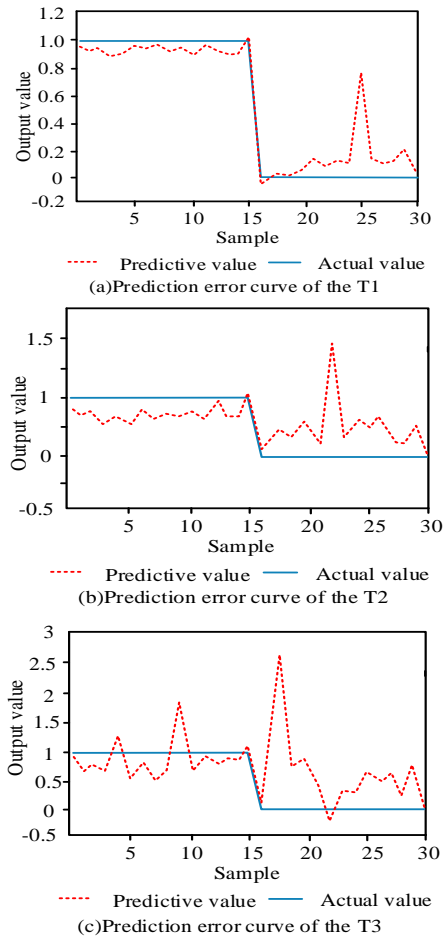 1.2
1.0
0.8
0.6
0.4
0.2
0
-0.2
Output value
5 10 15 20 25 30
Sample
Predictive value Actual value
(a)Prediction error curve of the T1
1.5
1
0
-0.5
Output value
5 10 15 20 25 30
Sample
Predictive value Actual value
(b)Prediction error curve of the T2
3
2.5
2
1.5
1
0.5
0
-0.5
Output value
5 10 15 20 25 30
Sample
Predictive value Actual value
(c)Prediction error curve of the T3